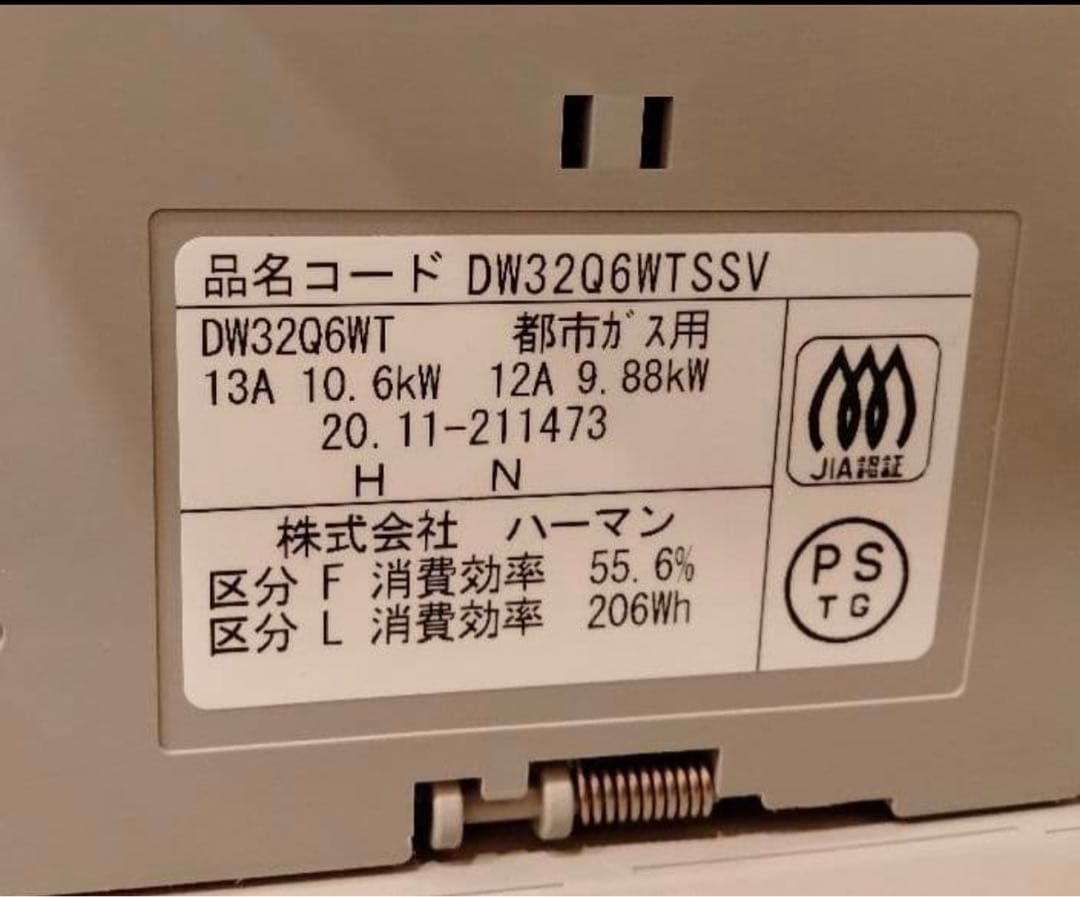 品名コード DW32Q6WTSSV
DW32Q6WT 都市ガス用
13A 10.6kW 12A 9.88kW
20.11-211473
H N
株式会社 ハーマン
区分 F 消費効率 55.6%
区分 L 消費効率 206Wh
JIA認証
PS
TG